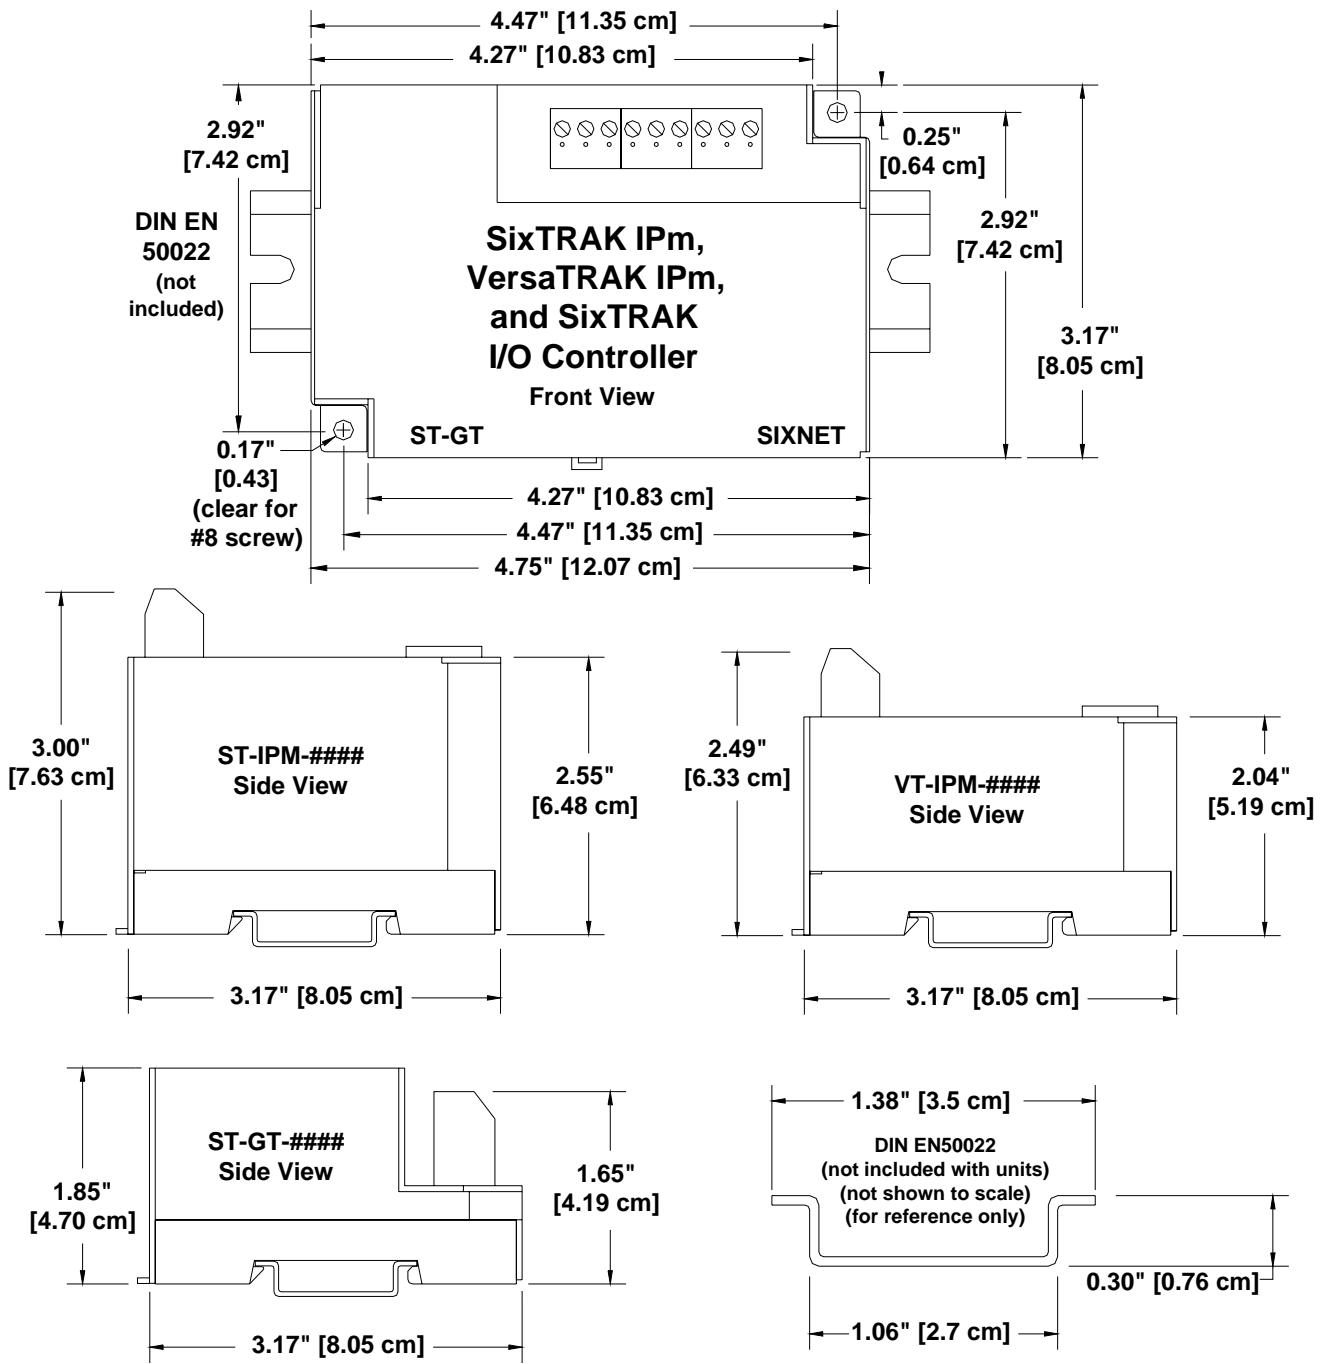 4.47" [11.35 cm]
4.27" [10.83 cm]
2.92"
[7.42 cm]
0.25"
[0.64 cm]
DIN EN
50022
(not
included)
2.92"
[7.42 cm]
SixTRAK IPm,
VersaTRAK IPm,
and SixTRAK
I/O Controller
Front View
3.17"
[8.05 cm]
ST-GT
SIXNET
0.17"
[0.43]
(clear for
#8 screw)
4.27" [10.83 cm]
4.47" [11.35 cm]
4.75" [12.07 cm]
3.00"
[7.63 cm]
ST-IPM-####
Side View
2.55"
[6.48 cm]
3.17" [8.05 cm]
2.49"
[6.33 cm]
VT-IPM-####
Side View
2.04"
[5.19 cm]
3.17" [8.05 cm]
1.85"
[4.70 cm]
ST-GT-####
Side View
1.65"
[4.19 cm]
3.17" [8.05 cm]
1.38" [3.5 cm]
DIN EN50022
(not included with units)
(not shown to scale)
(for reference only)
0.30" [0.76 cm]
1.06" [2.7 cm]